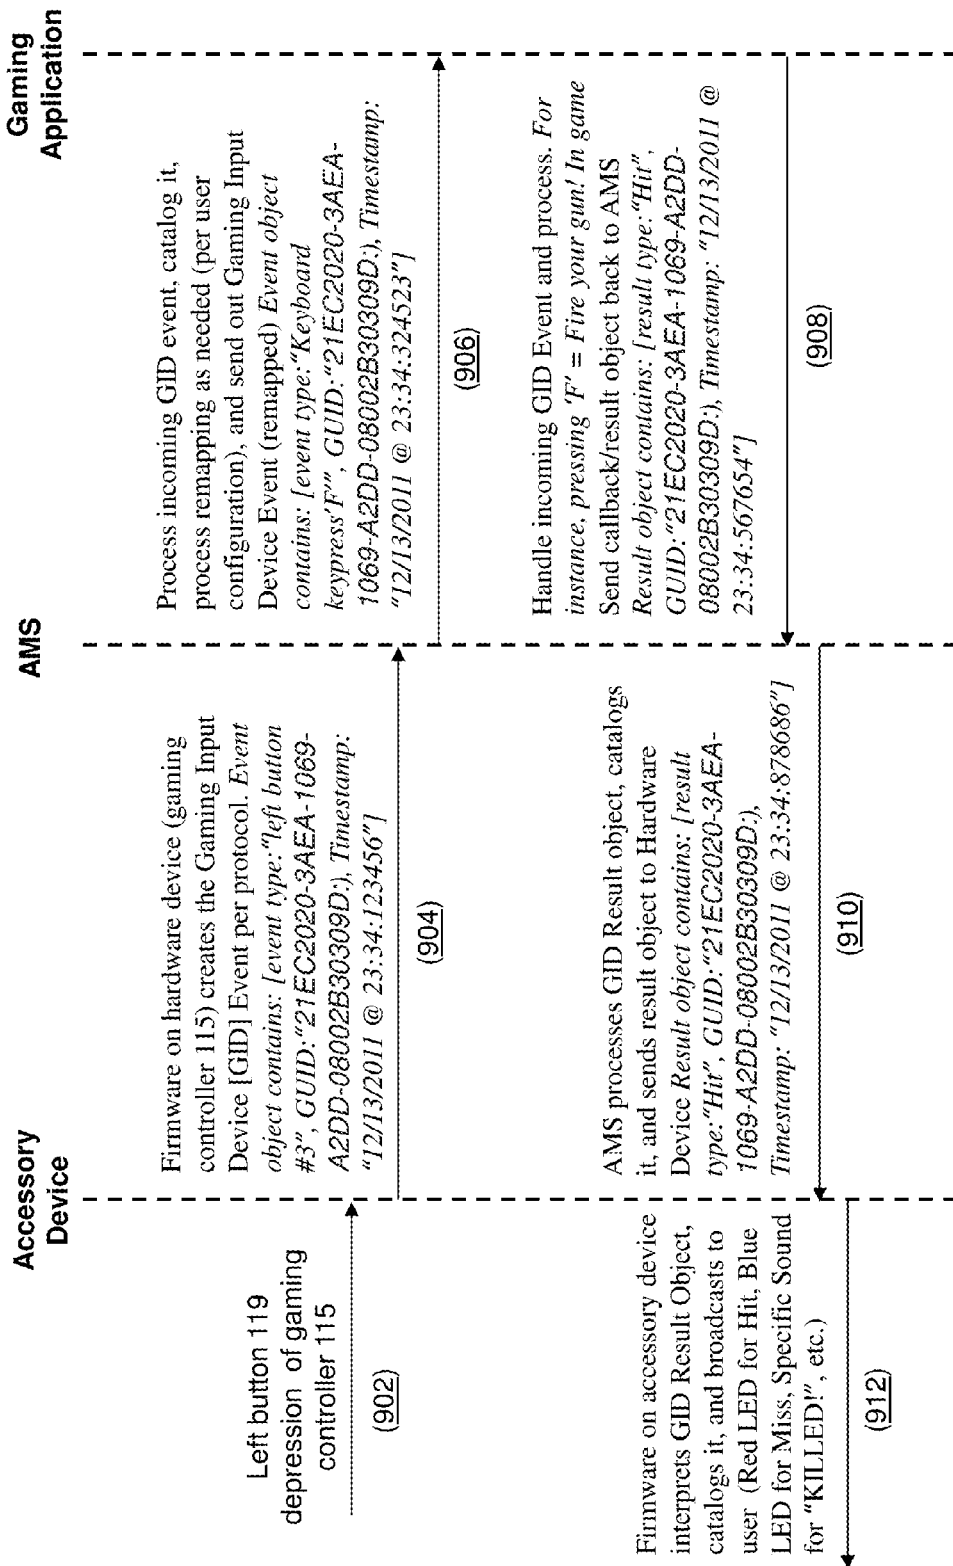 Accessory
Device
AMS
Gaming
Application
Left button 119
depression of gaming
controller 115
(902)
Firmware on hardware device (gaming
controller 115) creates the Gaming Input
Device [GID] Event per protocol. Event
object contains: [event type:"left button
#3", GUID:"21EC2020-3AEA-1069-
A2DD-08002B30309D:), Timestamp:
"12/13/2011 @ 23:34:123456"]
(904)
Process incoming GID event, catalog it,
process remapping as needed (per user
configuration), and send out Gaming Input
Device Event (remapped) Event object
contains: [event type:"Keyboard
keypress'F'", GUID:"21EC2020-3AEA-
1069-A2DD-08002B30309D:), Timestamp:
"12/13/2011 @ 23:34:324523"]
(906)
Handle incoming GID Event and process. For
instance, pressing 'F' = Fire your gun! In game
Send callback/result object back to AMS
Result object contains: [result type:"Hit",
GUID:"21EC2020-3AEA-1069-A2DD-
08002B30309D:), Timestamp: "12/13/2011 @
23:34:567654"]
(908)
AMS processes GID Result object, catalogs
it, and sends result object to Hardware
Device Result object contains: [result
type:"Hit", GUID:"21EC2020-3AEA-
1069-A2DD-08002B30309D:),
Timestamp: "12/13/2011 @ 23:34:878686"]
(910)
Firmware on accessory device
interprets GID Result Object,
catalogs it, and broadcasts to
user (Red LED for Hit, Blue
LED for Miss, Specific Sound
for "KILLED!", etc.)
(912)